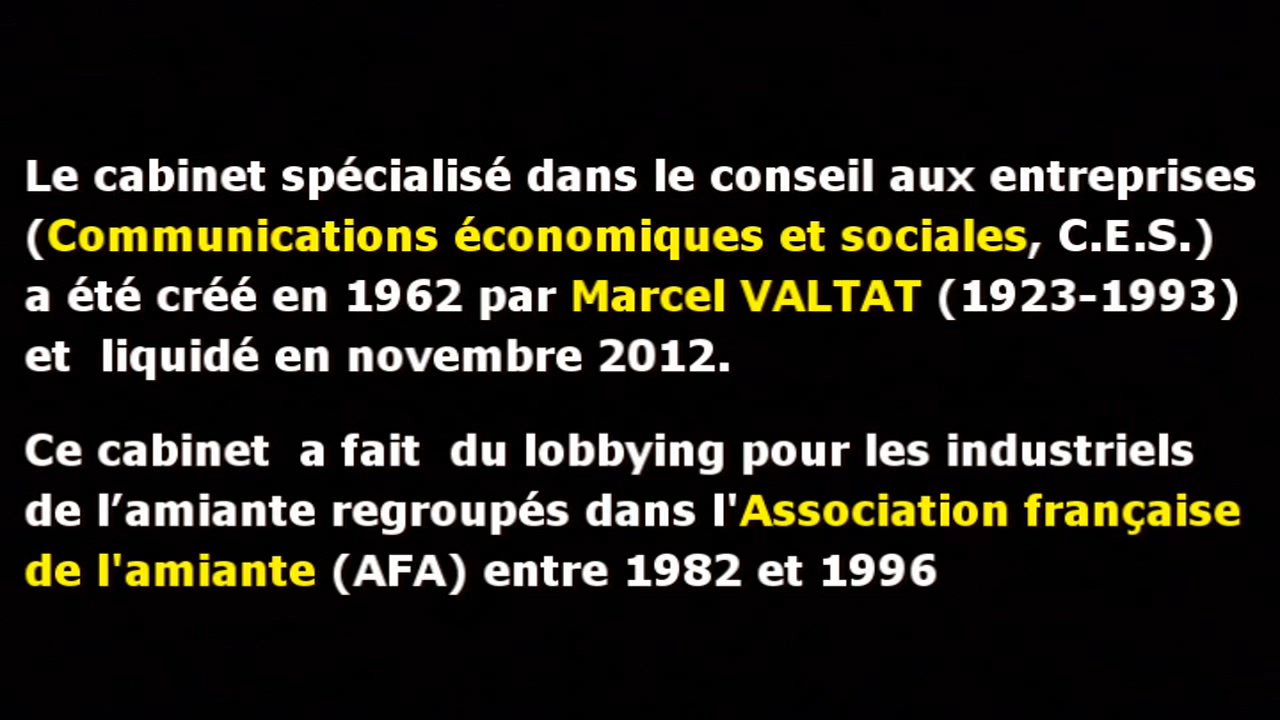 Le cabinet spécialisé dans le conseil aux entreprises
(Communications économiques et sociales, C.E.S.)
a été créé en 1962 par Marcel VALTAT (1923-1993)
et  liquidé en novembre 2012.
Ce cabinet  a fait  du lobbying pour les industriels
de l’amiante regroupés dans l'Association française
de l'amiante (AFA) entre 1982 et 1996